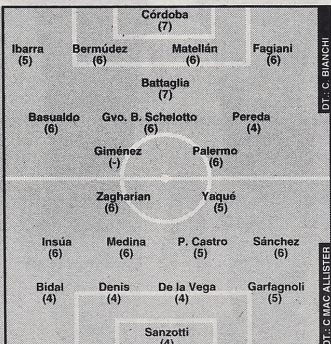 Córdoba
(7)
Ibarra Bermúdez Matellán Fagiani
(5) (6) (6) (6)
DT.: C. BIANCHI
Battaglia
(7)
Basualdo Gvo. B. Schelotto Pereda
(6) (6) (4)
Giménez Palermo
(-) (6)
Zagharian Yaqué
(6) (5)
Insúa Medina P. Castro Sánchez
(6) (6) (5) (6)
Bidal Denis De la Vega Garfagnoli
(4) (4) (4) (5)
DT.: C MAC ALLISTER
Sanzotti
(4)